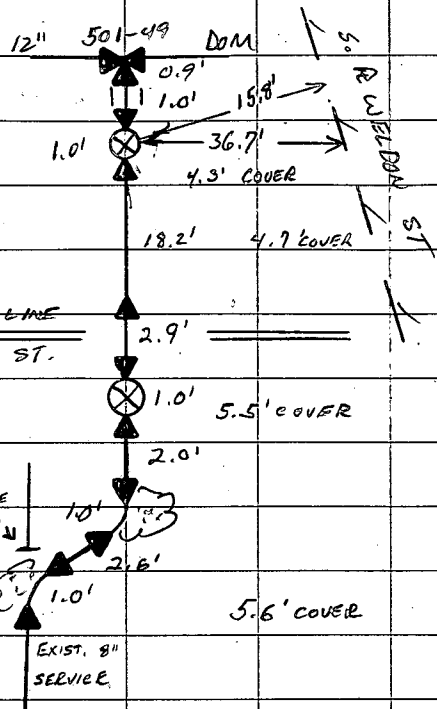 12" 501-49 DOM
0.9'
1.0'
15.8'
1.0' 36.7'
4.3' COVER
S. R WELDON ST
18.2' 4.7' COVER
LINE
ST.
2.9'
1.0' 5.5' COVER
2.0'
1.0'
2.6'
1.0'
5.6' COVER
EXIST. 8"
SERVICE